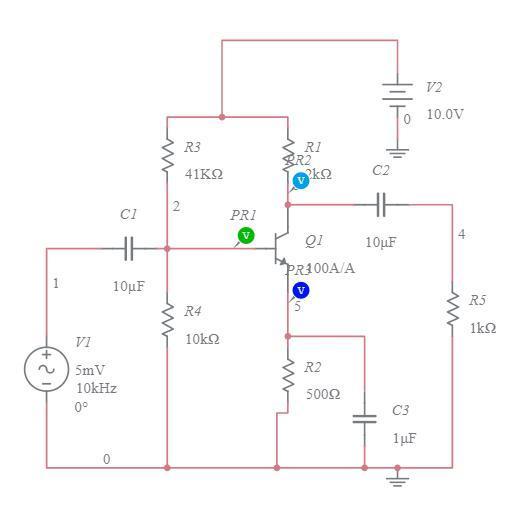 V2
0
10.0V
R3
41KΩ
R1
PR2
2kΩ
V
C2
2
C1
PR1
V
Q1
10μF
4
10μF
PR3
100A/A
V
1
5
R4
10kΩ
R5
1kΩ
V1
5mV
10kHz
0°
R2
500Ω
C3
1μF
0